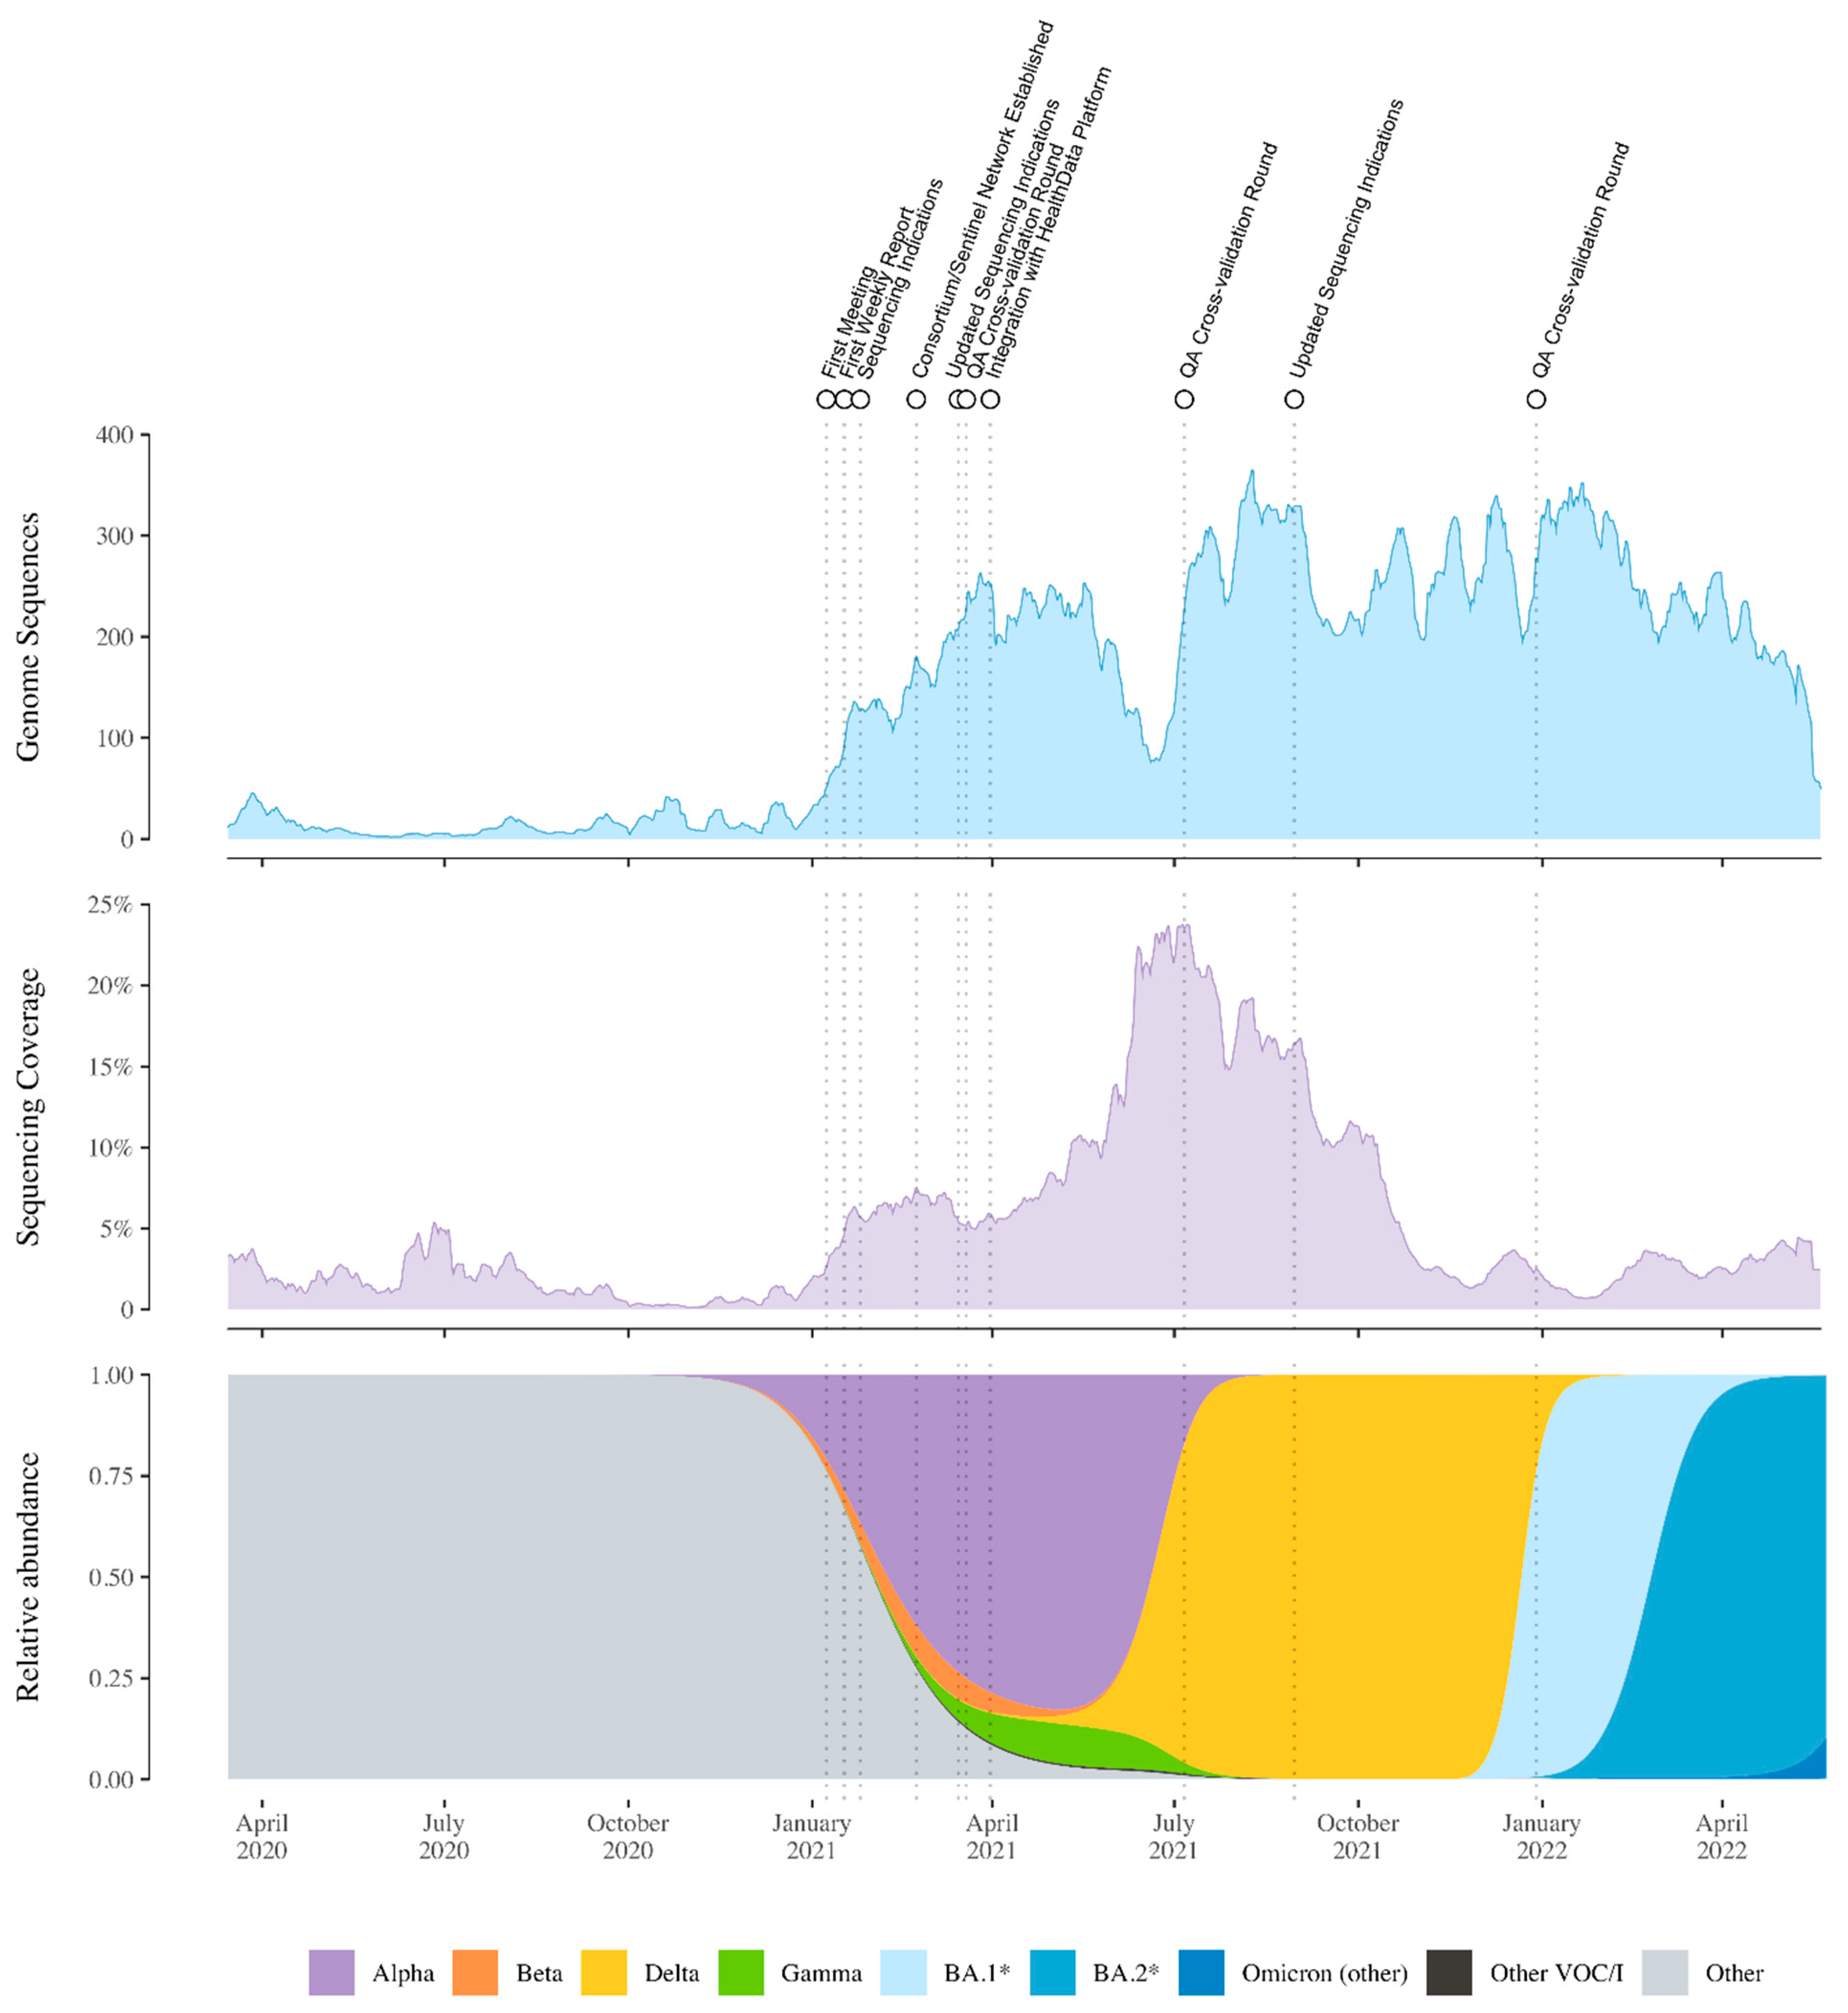 First Meeting
First Weekly Report
Sequencing Indications
Consortium/Sentinel Network Established
Updated Sequencing Indications
QA Cross-validation Round
Integration with HealthData Platform
QA Cross-validation Round
Updated Sequencing Indications
QA Cross-validation Round
Genome Sequences
400
300
200
100
0
Sequencing Coverage
25%
20%
15%
10%
5%
0
Relative abundance
1.00
0.75
0.50
0.25
0.00
April
2020
July
2020
October
2020
January
2021
April
2021
July
2021
October
2021
January
2022
April
2022
Alpha
Beta
Delta
Gamma
BA.1*
BA.2*
Omicron (other)
Other VOC/I
Other